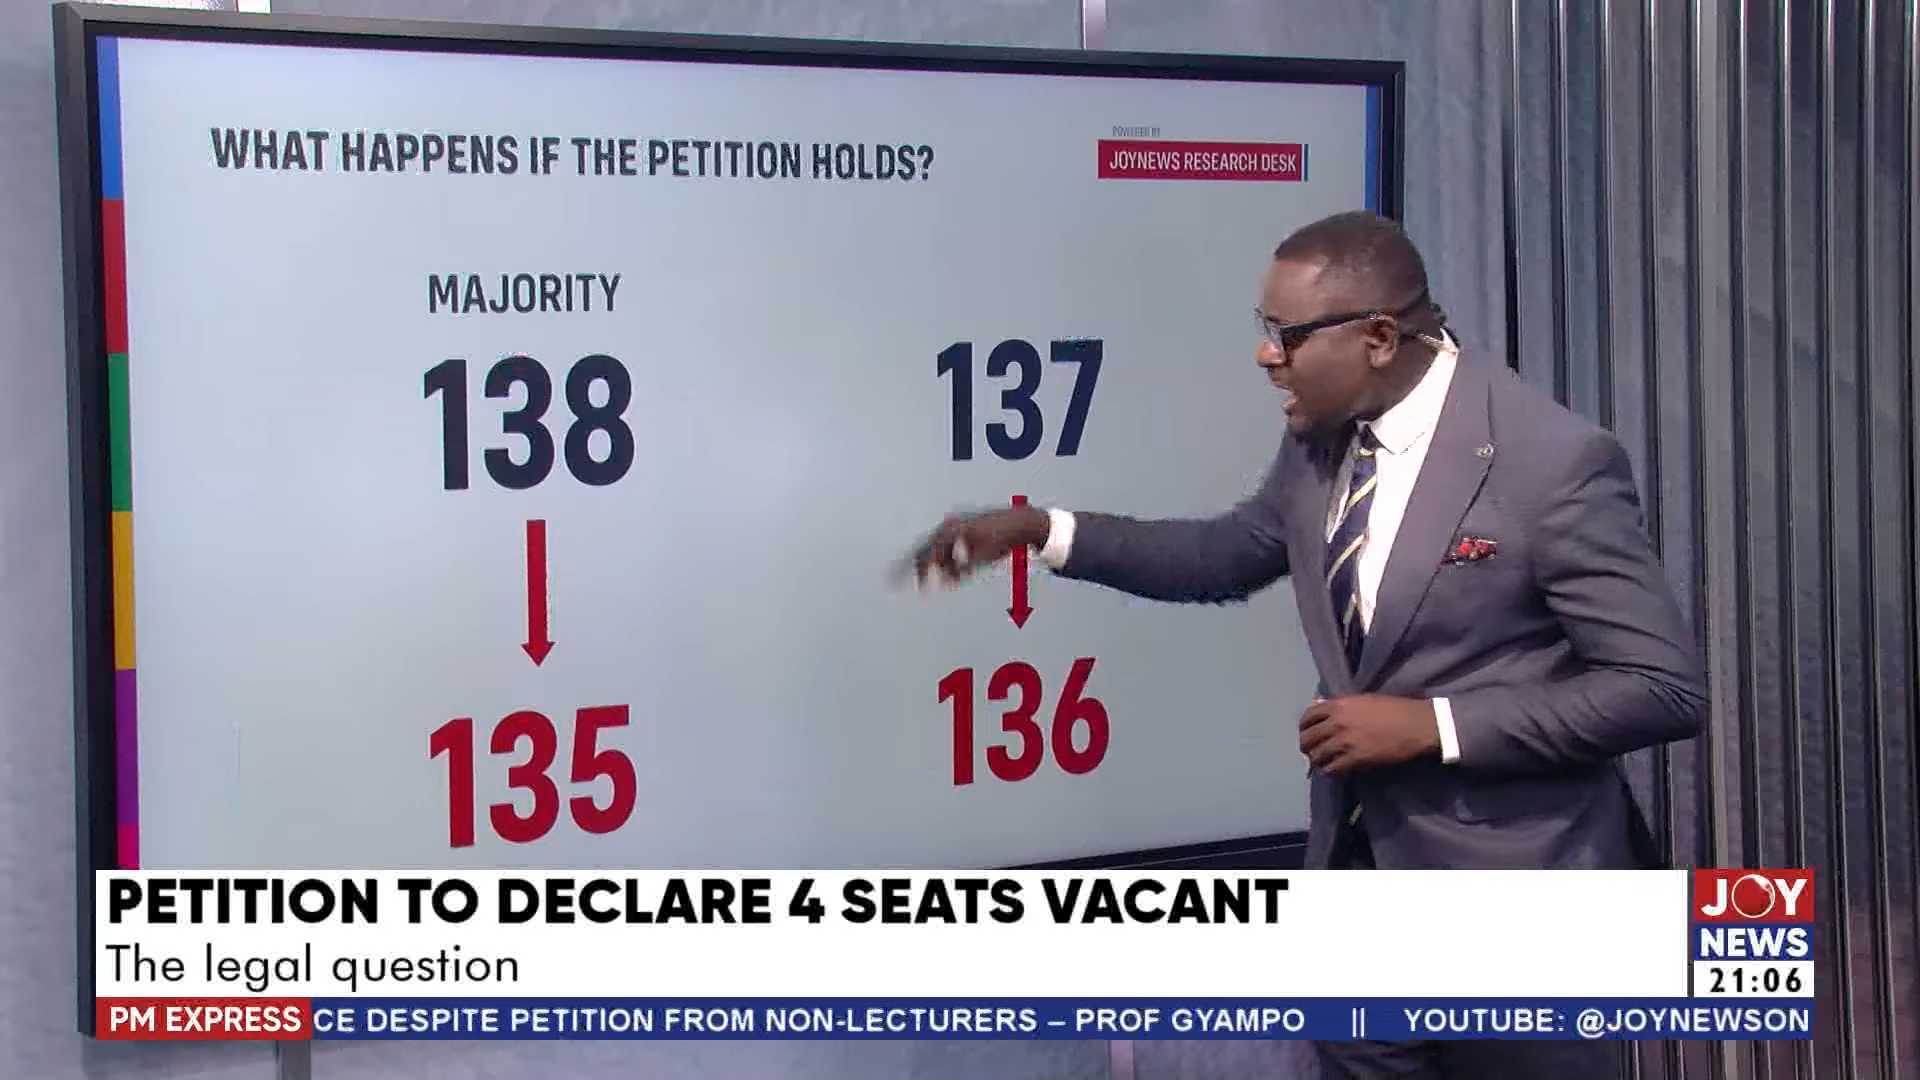 WHAT HAPPENS IF THE PETITION HOLDS?
POWERED BY
JOYNEWS RESEARCH DESK
MAJORITY
138
137
135
136
PETITION TO DECLARE 4 SEATS VACANT
The legal question
JOY
NEWS
21:06
PM EXPRESS
CE DESPITE PETITION FROM NON-LECTURERS – PROF GYAMPO || YOUTUBE: @JOYNEWSON